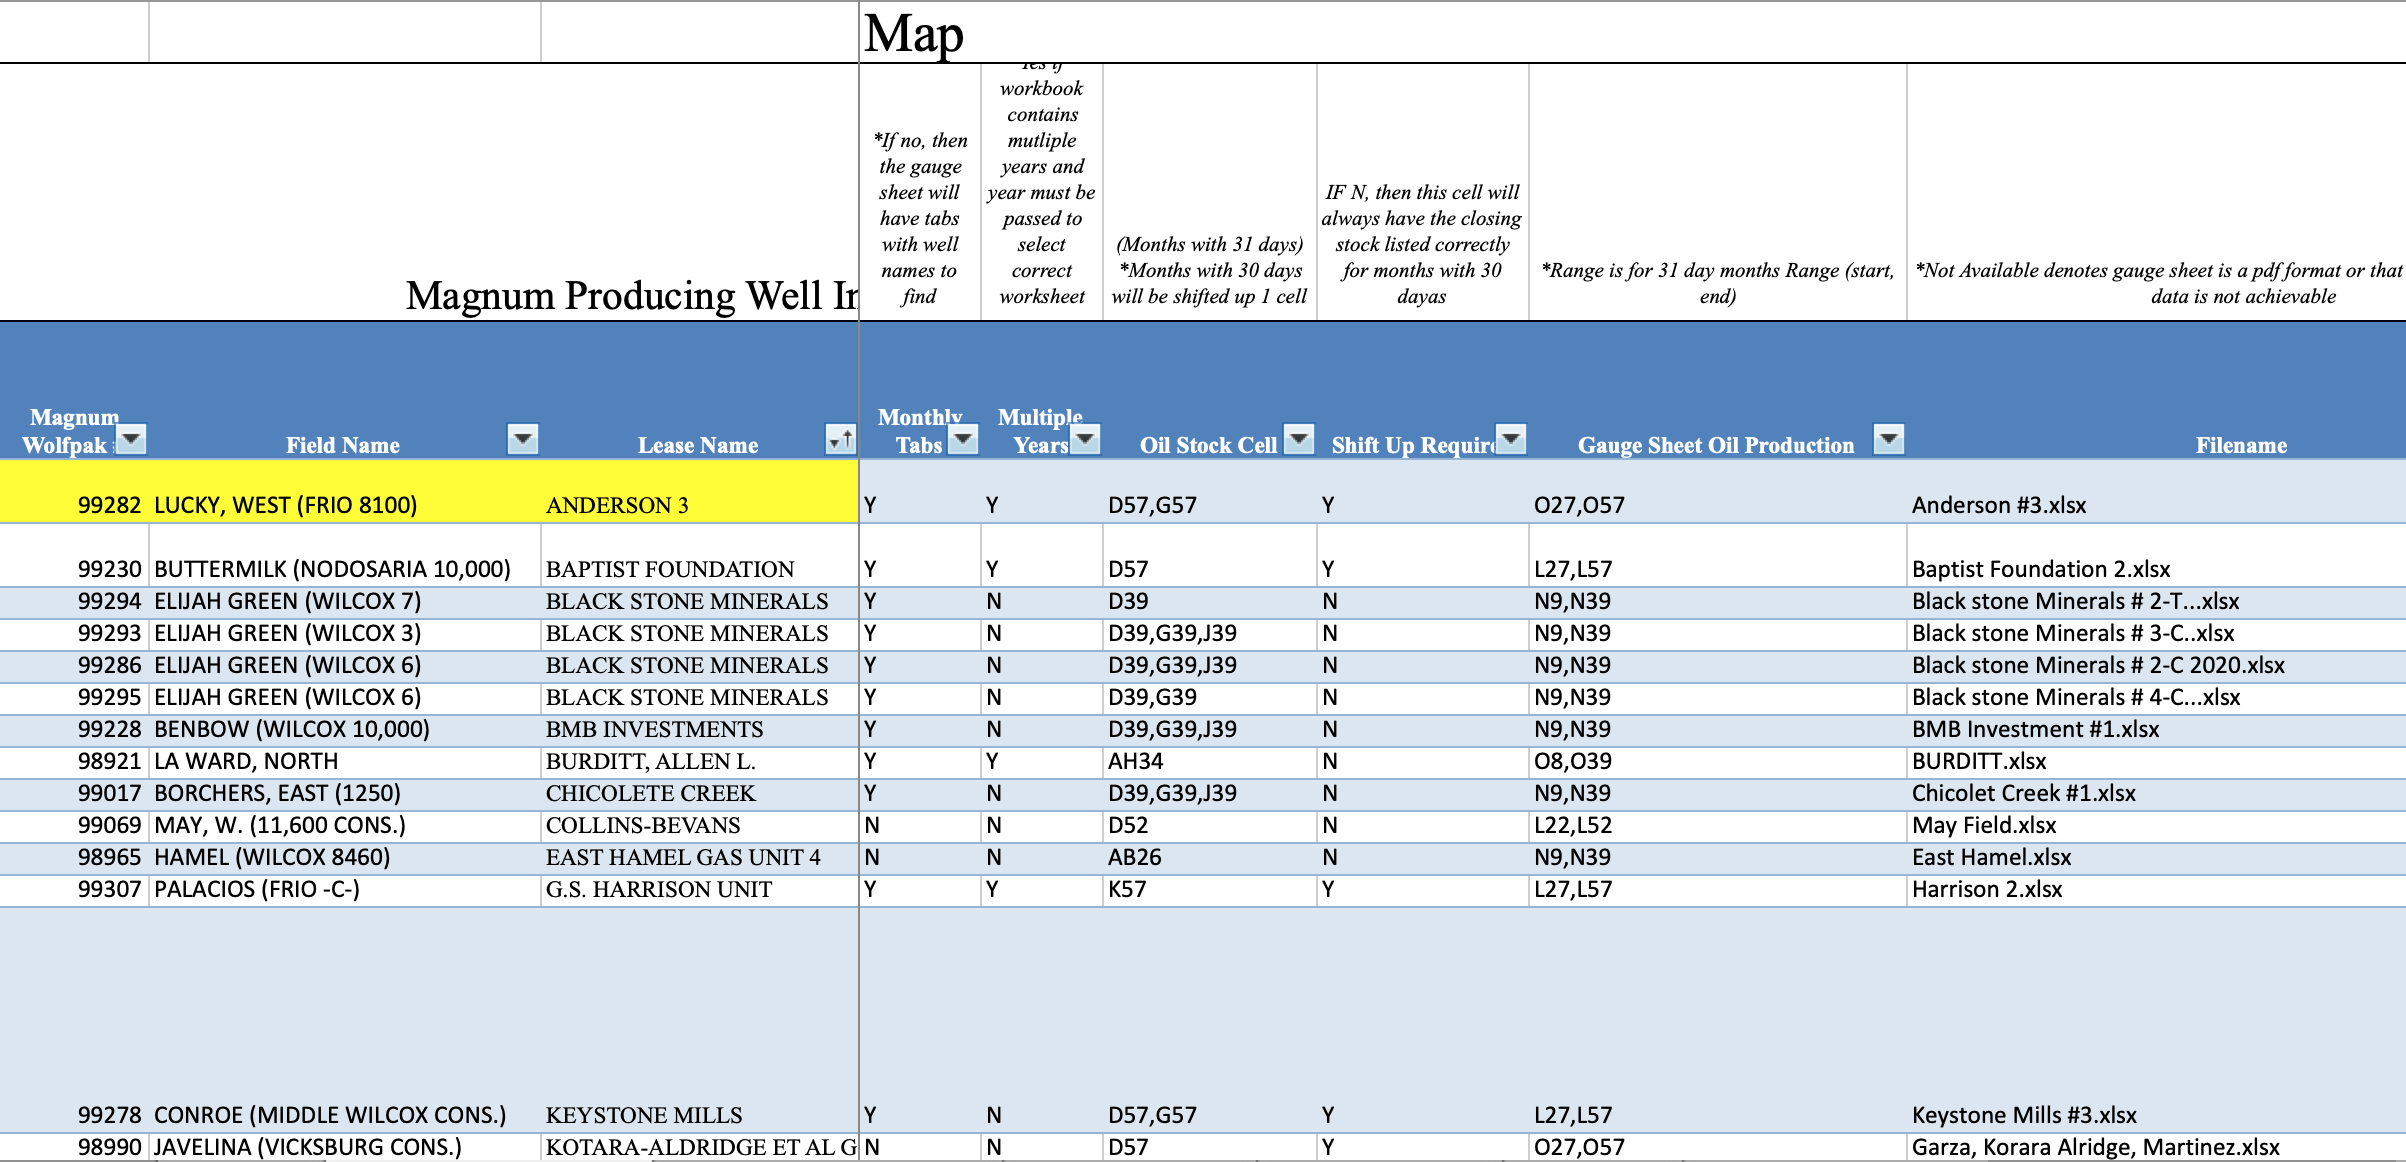 Map
Yes if
workbook
contains
mutliple
years and
year must be
passed to
select
correct
worksheet
*If no, then
the gauge
sheet will
have tabs
with well
names to
find
(Months with 31 days)
*Months with 30 days
will be shifted up 1 cell
IF N, then this cell will
always have the closing
stock listed correctly
for months with 30
dayas
*Range is for 31 day months Range (start,
end)
*Not Available denotes gauge sheet is a pdf format or that
data is not achievable
Magnum Producing Well In
Magnum Wolfpak
Field Name
Lease Name
Monthly Tabs
Multiple Years
Oil Stock Cell
Shift Up Require
Gauge Sheet Oil Production
Filename
99282 LUCKY, WEST (FRIO 8100) ANDERSON 3 Y Y D57,G57 Y O27,O57 Anderson #3.xlsx
99230 BUTTERMILK (NODOSARIA 10,000) BAPTIST FOUNDATION Y Y D57 Y L27,L57 Baptist Foundation 2.xlsx
99294 ELIJAH GREEN (WILCOX 7) BLACK STONE MINERALS Y N D39 N N9,N39 Black stone Minerals # 2-T...xlsx
99293 ELIJAH GREEN (WILCOX 3) BLACK STONE MINERALS Y N D39,G39,J39 N N9,N39 Black stone Minerals # 3-C..xlsx
99286 ELIJAH GREEN (WILCOX 6) BLACK STONE MINERALS Y N D39,G39,J39 N N9,N39 Black stone Minerals # 2-C 2020.xlsx
99295 ELIJAH GREEN (WILCOX 6) BLACK STONE MINERALS Y N D39,G39 N N9,N39 Black stone Minerals # 4-C...xlsx
99228 BENBOW (WILCOX 10,000) BMB INVESTMENTS Y N D39,G39,J39 N N9,N39 BMB Investment #1.xlsx
98921 LA WARD, NORTH BURDITT, ALLEN L. Y Y AH34 N O8,O39 BURDITT.xlsx
99017 BORCHERS, EAST (1250) CHICOLETE CREEK Y N D39,G39,J39 N N9,N39 Chicolet Creek #1.xlsx
99069 MAY, W. (11,600 CONS.) COLLINS-BEVANS N N D52 N L22,L52 May Field.xlsx
98965 HAMEL (WILCOX 8460) EAST HAMEL GAS UNIT 4 N N AB26 N N9,N39 East Hamel.xlsx
99307 PALACIOS (FRIO -C-) G.S. HARRISON UNIT Y Y K57 Y L27,L57 Harrison 2.xlsx
99278 CONROE (MIDDLE WILCOX CONS.) KEYSTONE MILLS Y N D57,G57 Y L27,L57 Keystone Mills #3.xlsx
98990 JAVELINA (VICKSBURG CONS.) KOTARA-ALDRIDGE ET AL G N N D57 Y O27,O57 Garza, Korara Alridge, Martinez.xlsx